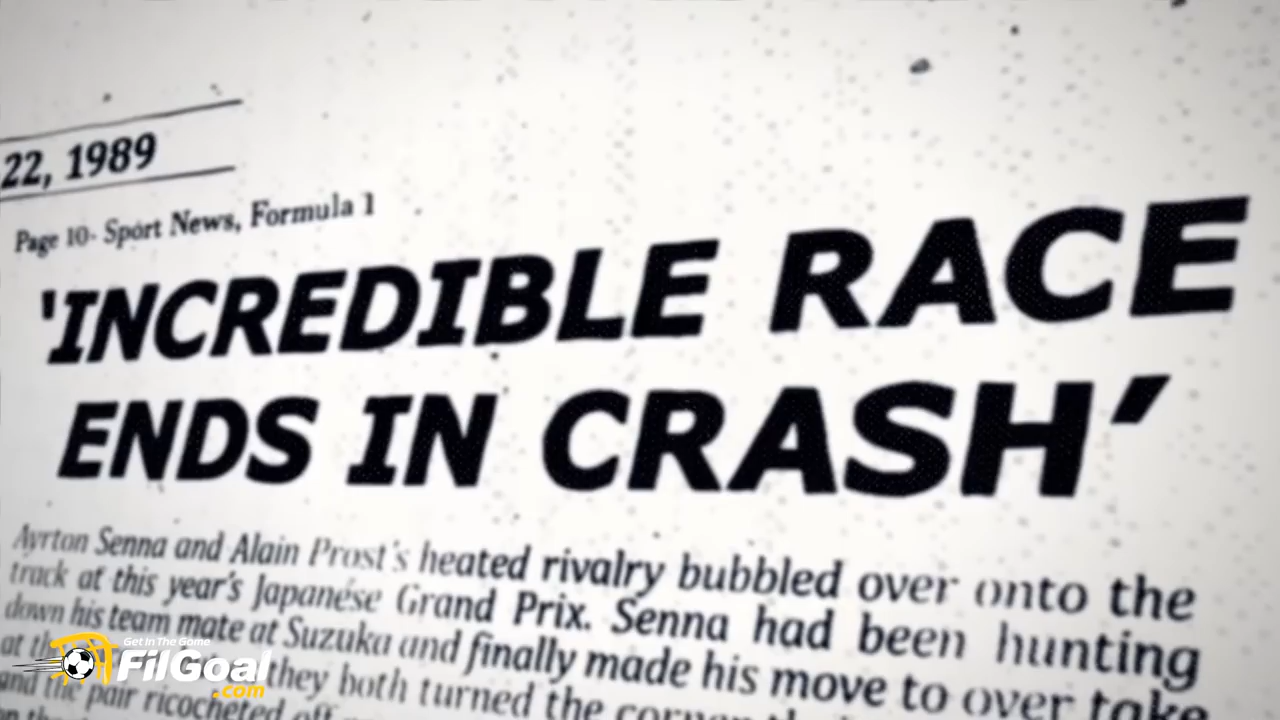 22, 1989
Page 10- Sport News, Formula 1
'INCREDIBLE RACE
ENDS IN CRASH'
Ayrton Senna and Alain Prost's heated rivalry bubbled over onto the
track at this year's Japanese Grand Prix. Senna had been hunting
down his team mate at Suzuka and finally made his move to over take
at they both turned the corner
and the pair ricocheted off
Get In The Game
FilGoal
.com